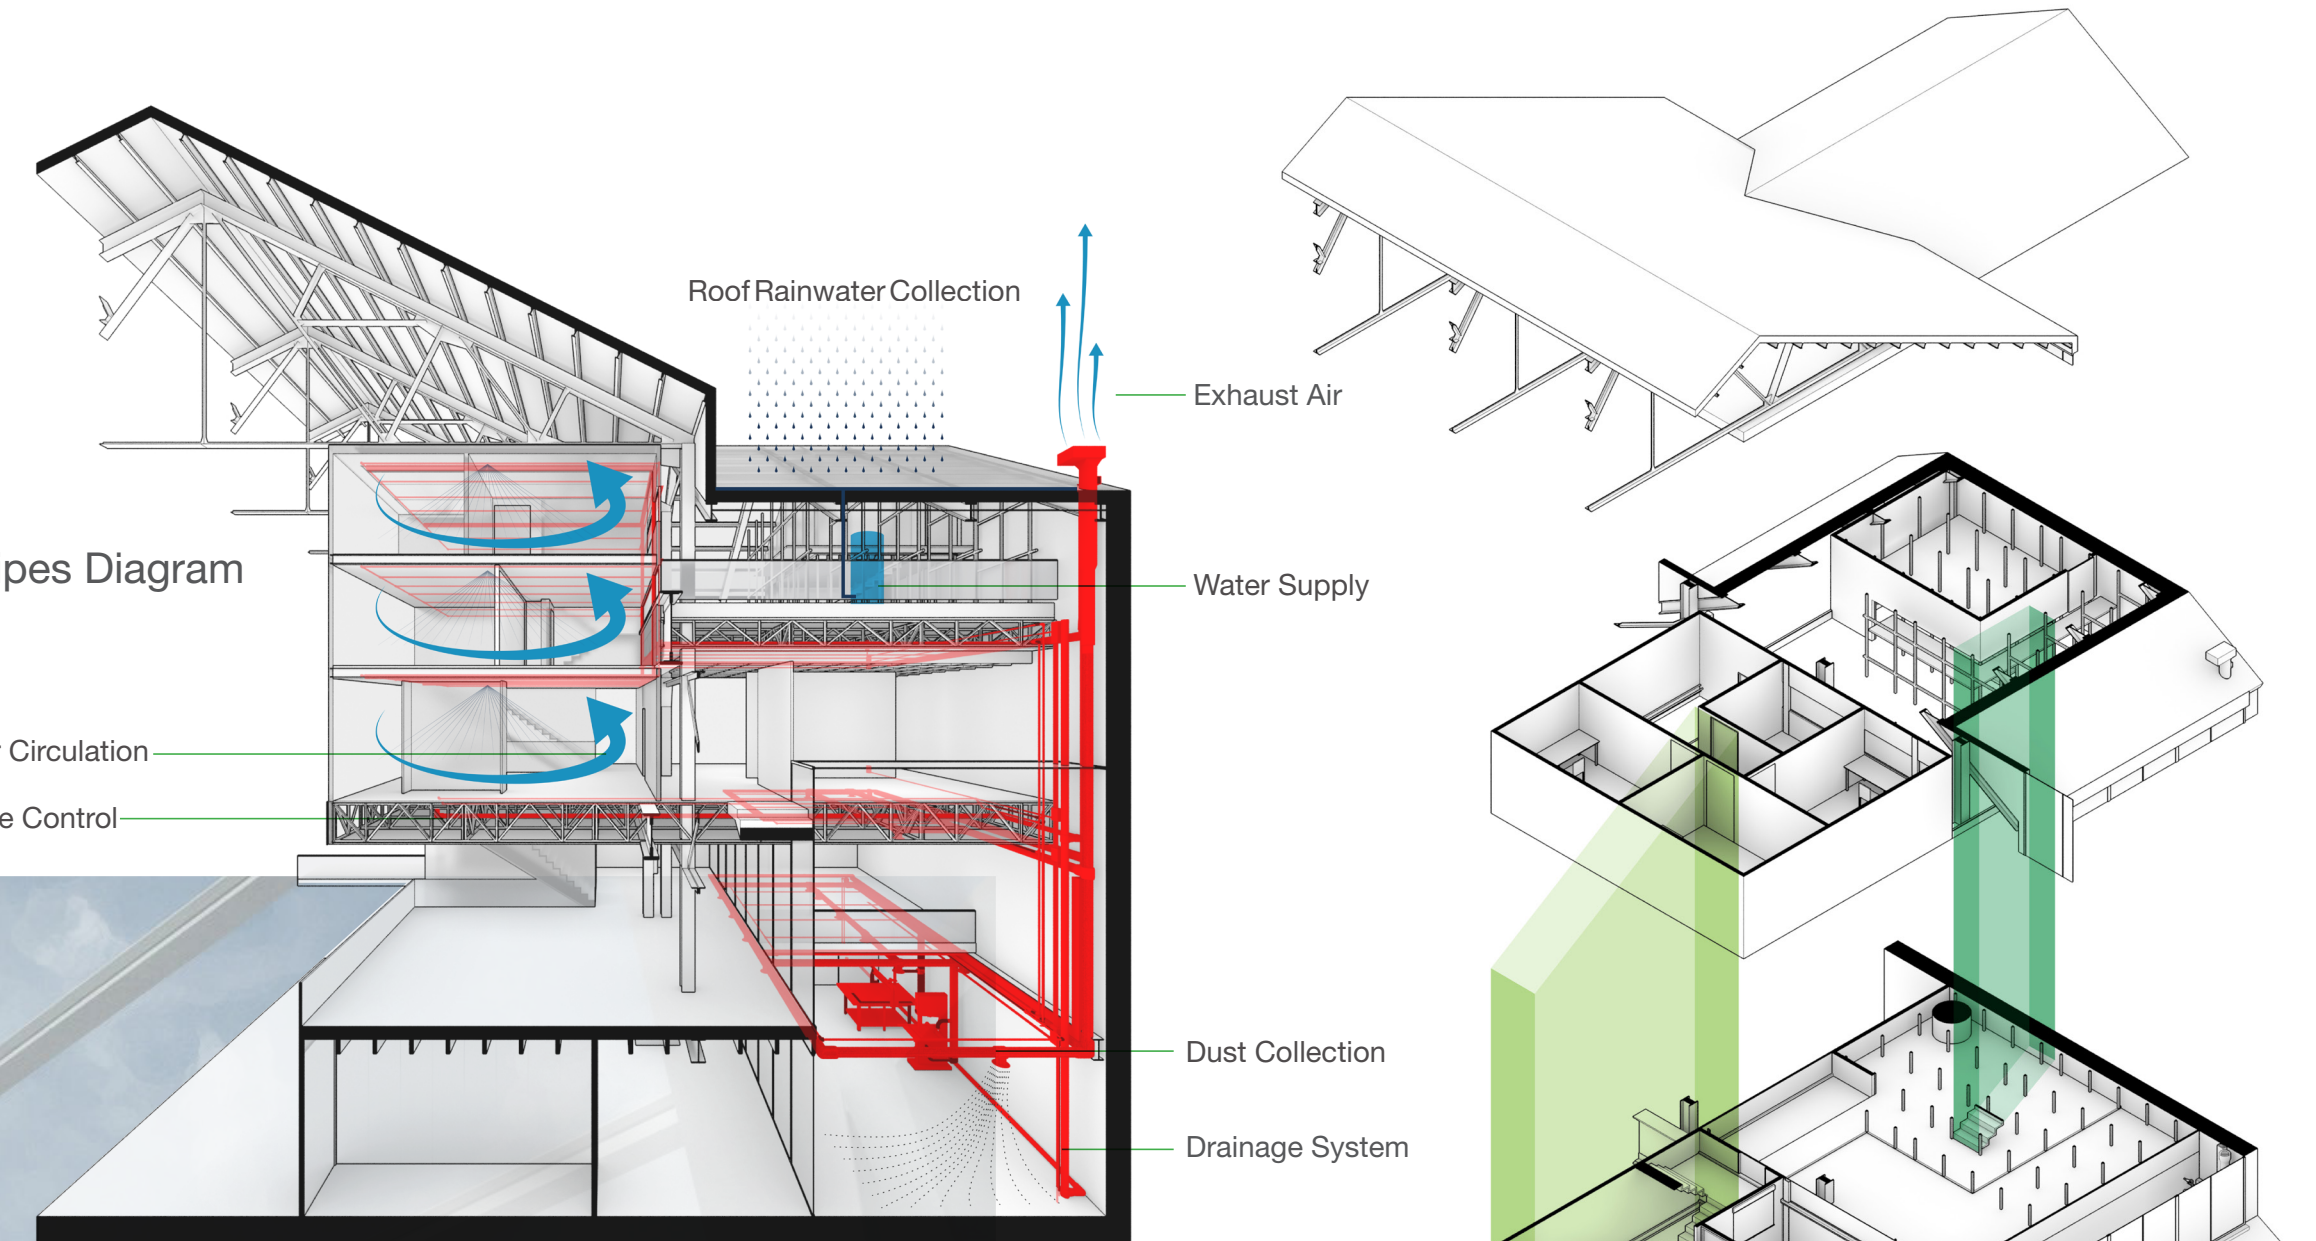 Roof Rainwater Collection
Exhaust Air
pes Diagram
Water Supply
Circulation
Control
Dust Collection
Drainage System